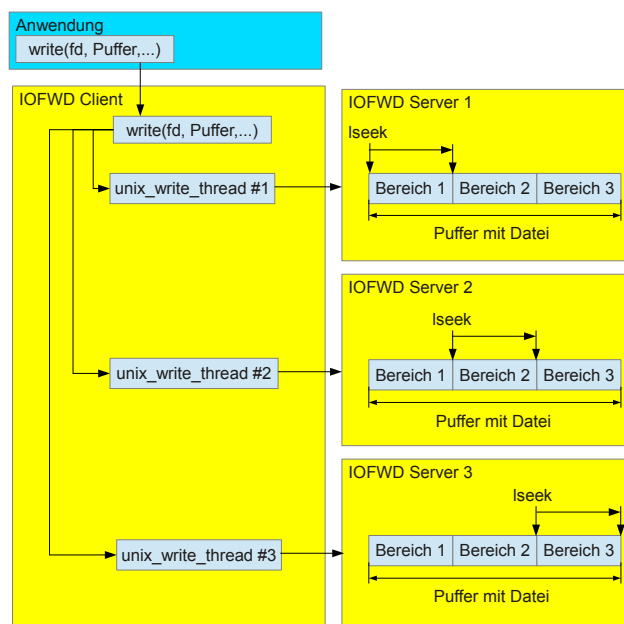 Anwendung
write(fd, Puffer,...)
IOFWD Client
write(fd, Puffer,...)
unix_write_thread #1
unix_write_thread #2
unix_write_thread #3
IOFWD Server 1
lseek
Bereich 1 Bereich 2 Bereich 3
Puffer mit Datei
IOFWD Server 2
lseek
Bereich 1 Bereich 2 Bereich 3
Puffer mit Datei
IOFWD Server 3
lseek
Bereich 1 Bereich 2 Bereich 3
Puffer mit Datei